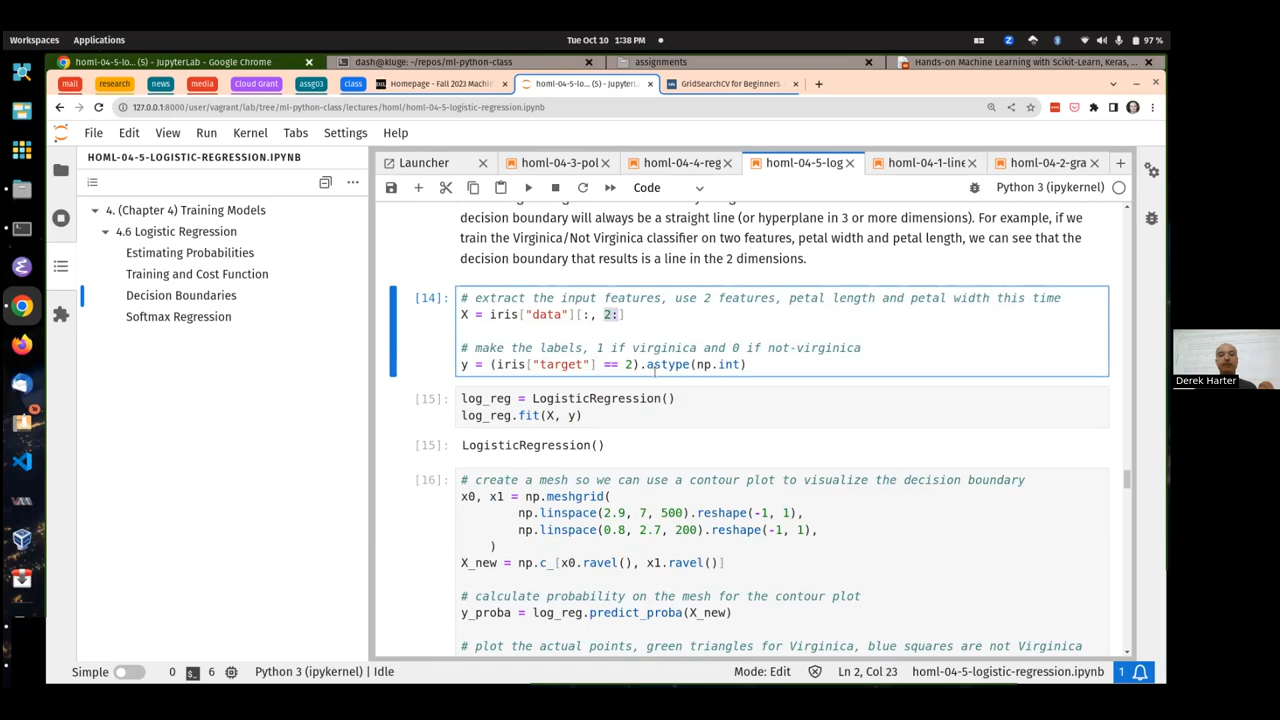 Workspaces Applications Tue Oct 10 1:38 PM 97 %
homl-04-5-lo... (5) - JupyterLab - Google Chrome dash@kluge: ~/repos/ml-python-class assignments Hands-on Machine Learning with Scikit-Learn, Keras, ...
mail research news media Cloud Grant assg03 class Homepage - Fall 2023 Machin homl-04-5-lo... (5) - JupyterL GridSearchCV for Beginners.
127.0.0.1:8000/user/vagrant/lab/tree/ml-python-class/lectures/homl/homl-04-5-logistic-regression.ipynb
File Edit View Run Kernel Tabs Settings Help
HOML-04-5-LOGISTIC-REGRESSION.IPYNB
Launcher homl-04-3-pol homl-04-4-reg homl-04-5-log homl-04-1-line homl-04-2-gra
Code Python 3 (ipykernel)
4. (Chapter 4) Training Models
4.6 Logistic Regression
Estimating Probabilities
Training and Cost Function
Decision Boundaries
Softmax Regression
decision boundary will always be a straight line (or hyperplane in 3 or more dimensions). For example, if we
train the Virginica/Not Virginica classifier on two features, petal width and petal length, we can see that the
decision boundary that results is a line in the 2 dimensions.
[14]: # extract the input features, use 2 features, petal length and petal width this time
X = iris["data"][:, 2:]
# make the labels, 1 if virginica and 0 if not-virginica
y = (iris["target"] == 2).astype(np.int)
[15]: log_reg = LogisticRegression()
log_reg.fit(X, y)
[15]: LogisticRegression()
[16]: # create a mesh so we can use a contour plot to visualize the decision boundary
x0, x1 = np.meshgrid(
np.linspace(2.9, 7, 500).reshape(-1, 1),
np.linspace(0.8, 2.7, 200).reshape(-1, 1),
)
X_new = np.c_[x0.ravel(), x1.ravel()]
# calculate probability on the mesh for the contour plot
y_proba = log_reg.predict_proba(X_new)
# plot the actual points, green triangles for Virginica, blue squares are not Virginica
Derek Harter
Simple 0 6 Python 3 (ipykernel) | Idle Mode: Edit Ln 2, Col 23 homl-04-5-logistic-regression.ipynb 1